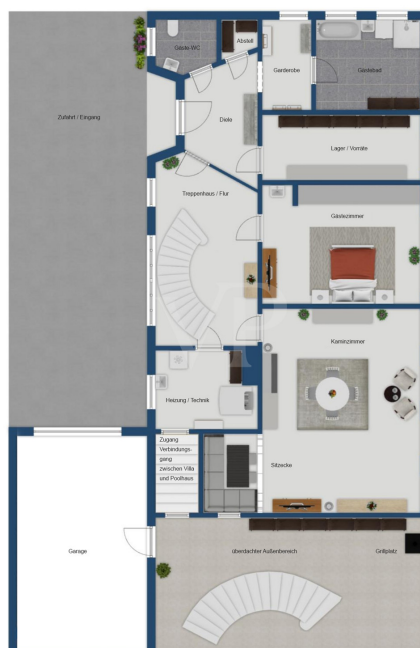 Gäste-WC
Abstell
Garderobe
Gästebad
Zufahrt / Eingang
Diele
Lager / Vorräte
Treppenhaus / Flur
Gästezimmer
VP
Kaminzimmer
Heizung / Technik
Zugang
Verbindungs-
gang
zwischen Villa
und Poolhaus
Sitzecke
Garage
überdachter Außenbereich
Grillplatz